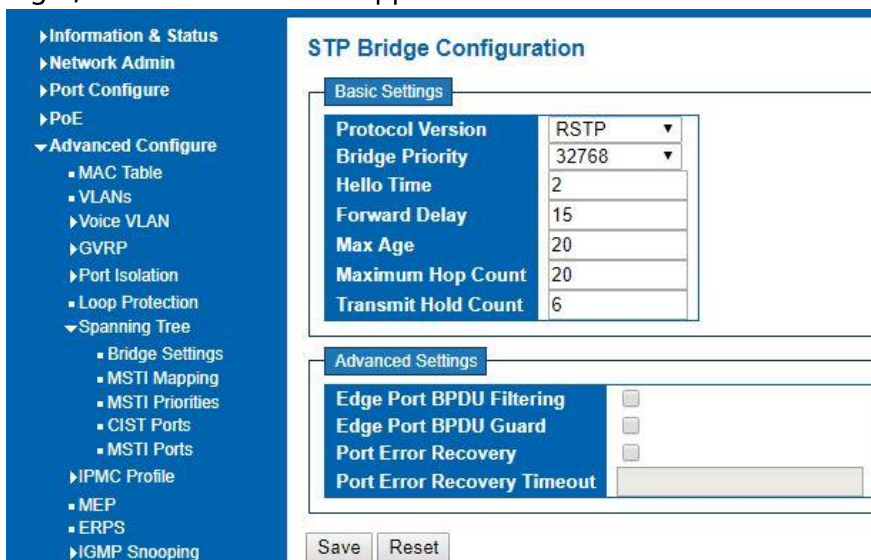 Information & Status
Network Admin
Port Configure
PoE
Advanced Configure
MAC Table
VLANs
Voice VLAN
GVRP
Port Isolation
Loop Protection
Spanning Tree
Bridge Settings
MSTI Mapping
MSTI Priorities
CIST Ports
MSTI Ports
IPMC Profile
MEP
ERPS
IGMP Snooping
STP Bridge Configuration
Basic Settings
Protocol Version RSTP
Bridge Priority 32768
Hello Time 2
Forward Delay 15
Max Age 20
Maximum Hop Count 20
Transmit Hold Count 6
Advanced Settings
Edge Port BPDU Filtering
Edge Port BPDU Guard
Port Error Recovery
Port Error Recovery Timeout
Save Reset